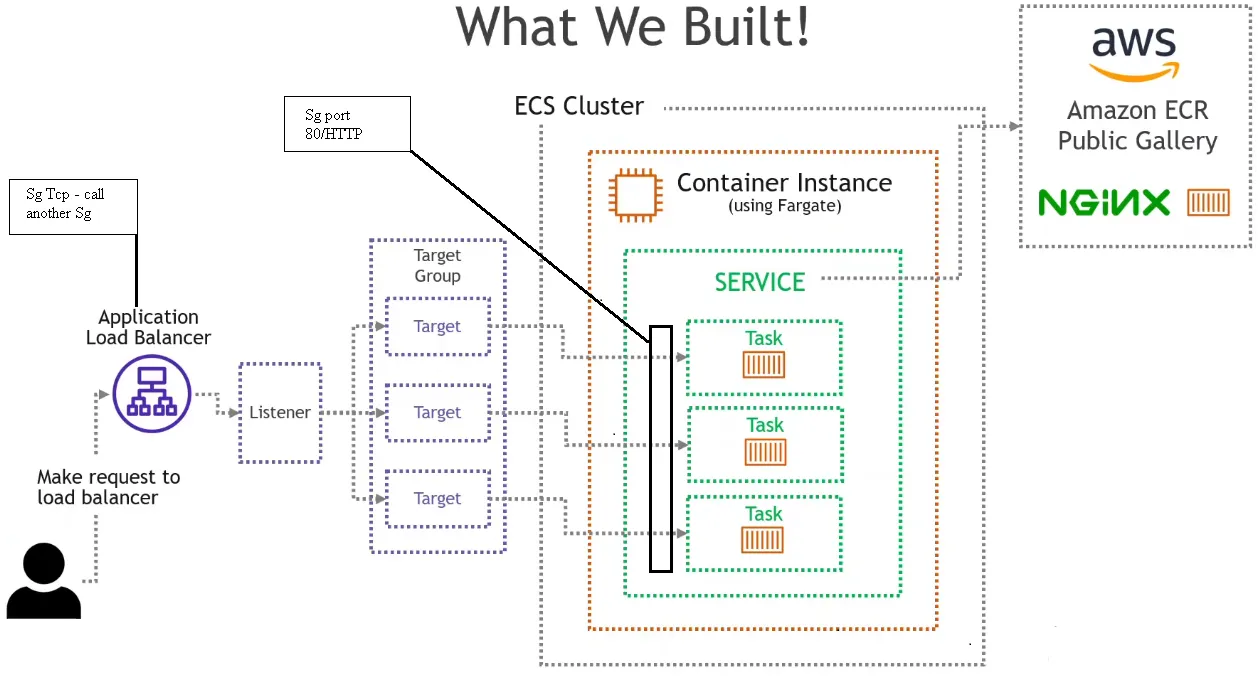 What We Built!
aws
Amazon ECR
Public Gallery
NGINX
ECS Cluster
Sg port
80/HTTP
Container Instance
(using Fargate)
Sg Tcp - call
another Sg
Target
Group
SERVICE
Application
Load Balancer
Target
Task
Listener
Target
Task
Make request to
load balancer
Target
Task